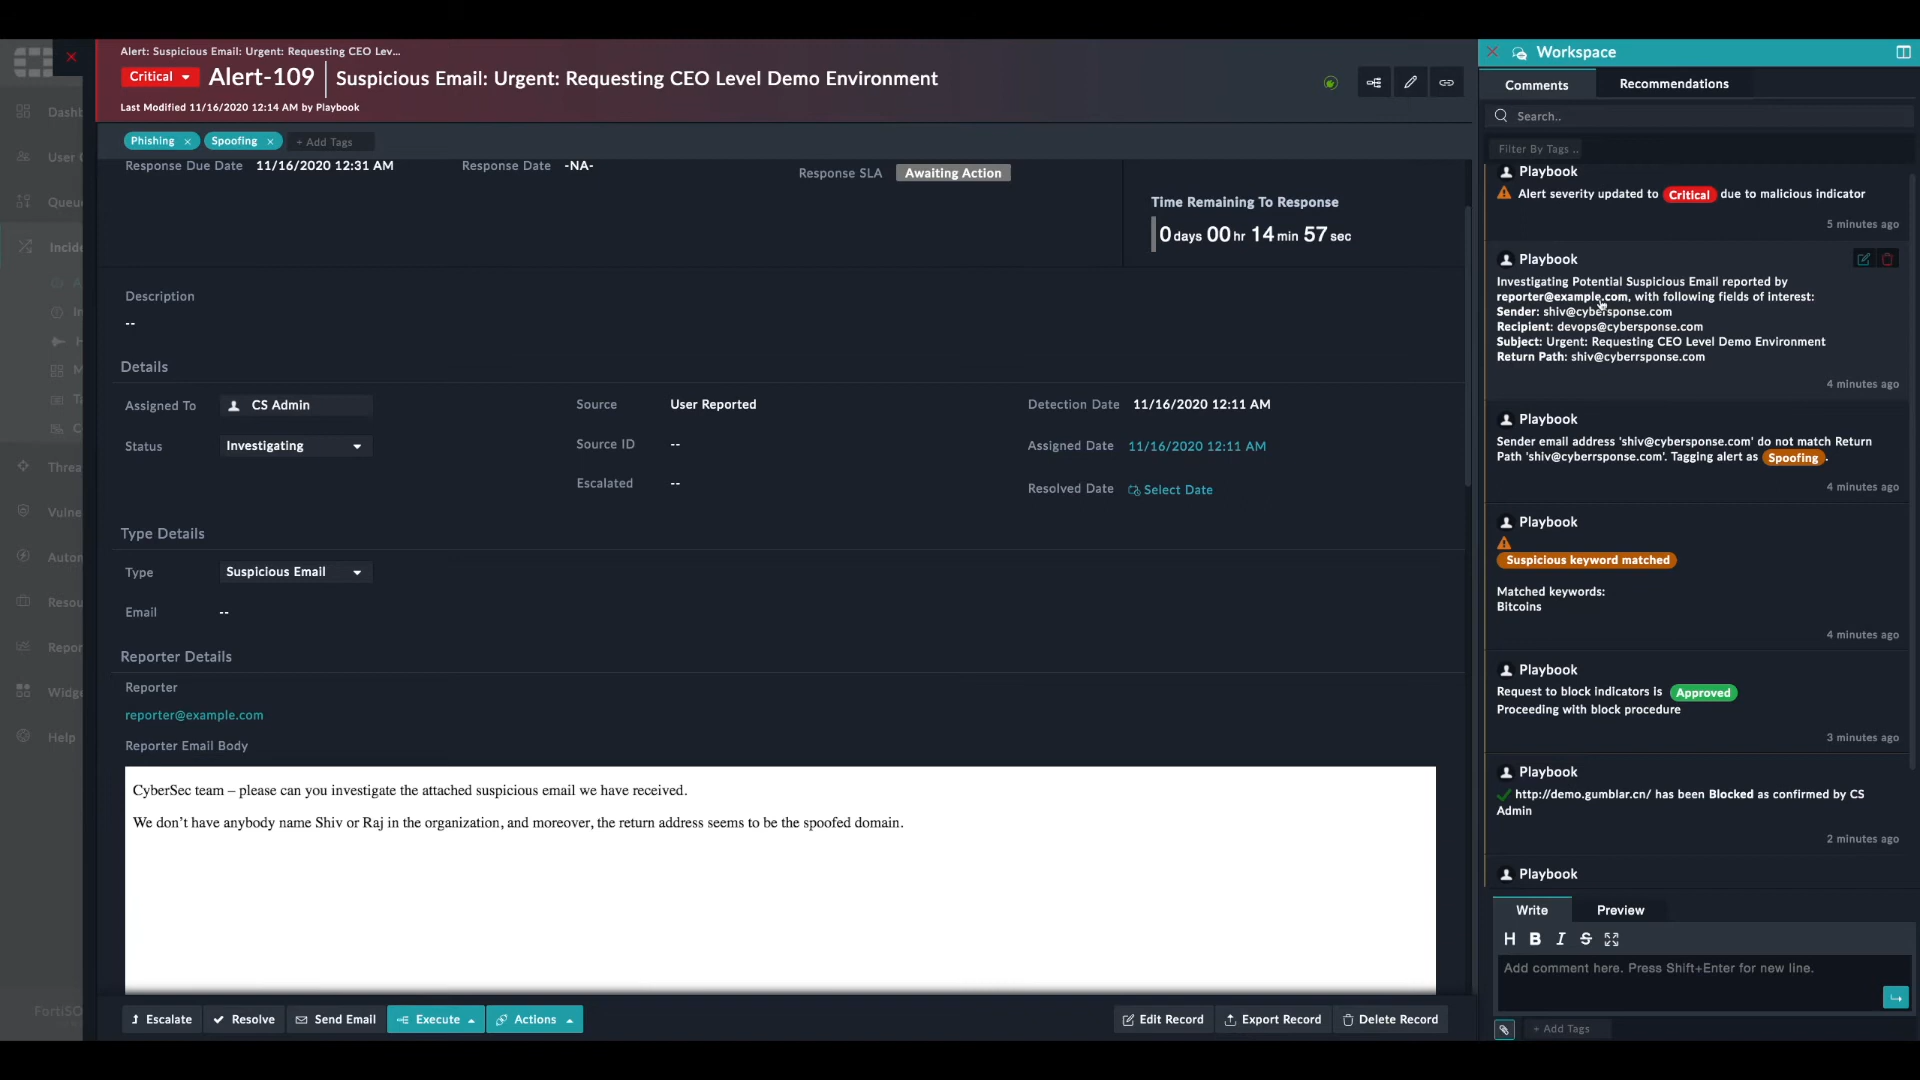 Alert: Suspicious Email: Urgent: Requesting CEO Lev...
Critical
Alert-109
Suspicious Email: Urgent: Requesting CEO Level Demo Environment
Last Modified 11/16/2020 12:14 AM by Playbook
Phishing ×
Spoofing ×
+ Add Tags
Response Due Date 11/16/2020 12:31 AM
Response Date -NA-
Response SLA Awaiting Action
Time Remaining To Response
0 days 00 hr 14 min 57 sec
Description
--
Details
Assigned To CS Admin
Source User Reported
Detection Date 11/16/2020 12:11 AM
Status Investigating
Source ID --
Assigned Date 11/16/2020 12:11 AM
Escalated --
Resolved Date Select Date
Type Details
Type Suspicious Email
Email --
Reporter Details
Reporter
reporter@example.com
Reporter Email Body
CyberSec team – please can you investigate the attached suspicious email we have received.
We don't have anybody name Shiv or Raj in the organization, and moreover, the return address seems to be the spoofed domain.
Escalate
Resolve
Send Email
Execute
Actions
Edit Record
Export Record
Delete Record
Dashb
User
Queue
Incide
Threa
Vulne
Auton
Resou
Repor
Widge
Help
FortiSO
Workspace
Comments
Recommendations
Search..
Filter By Tags ..
Playbook
Alert severity updated to Critical due to malicious indicator
5 minutes ago
Playbook
Investigating Potential Suspicious Email reported by
reporter@example.com, with following fields of interest:
Sender: shiv@cybersponse.com
Recipient: devops@cybersponse.com
Subject: Urgent: Requesting CEO Level Demo Environment
Return Path: shiv@cyberrsponse.com
4 minutes ago
Playbook
Sender email address 'shiv@cybersponse.com' do not match Return
Path 'shiv@cyberrsponse.com'. Tagging alert as Spoofing.
4 minutes ago
Playbook
Suspicious keyword matched
Matched keywords:
Bitcoins
4 minutes ago
Playbook
Request to block indicators is Approved
Proceeding with block procedure
3 minutes ago
Playbook
http://demo.gumblar.cn/ has been Blocked as confirmed by CS
Admin
2 minutes ago
Playbook
Write
Preview
H B I S
Add comment here. Press Shift+Enter for new line.
+ Add Tags